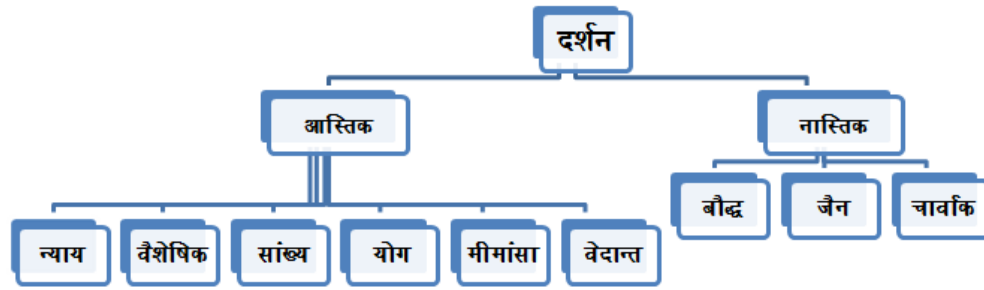 दर्शन
आस्तिक
नास्तिक
बौद्ध
जैन
चार्वाक
न्याय
वैशेषिक
सांख्य
योग
मीमांसा
वेदान्त